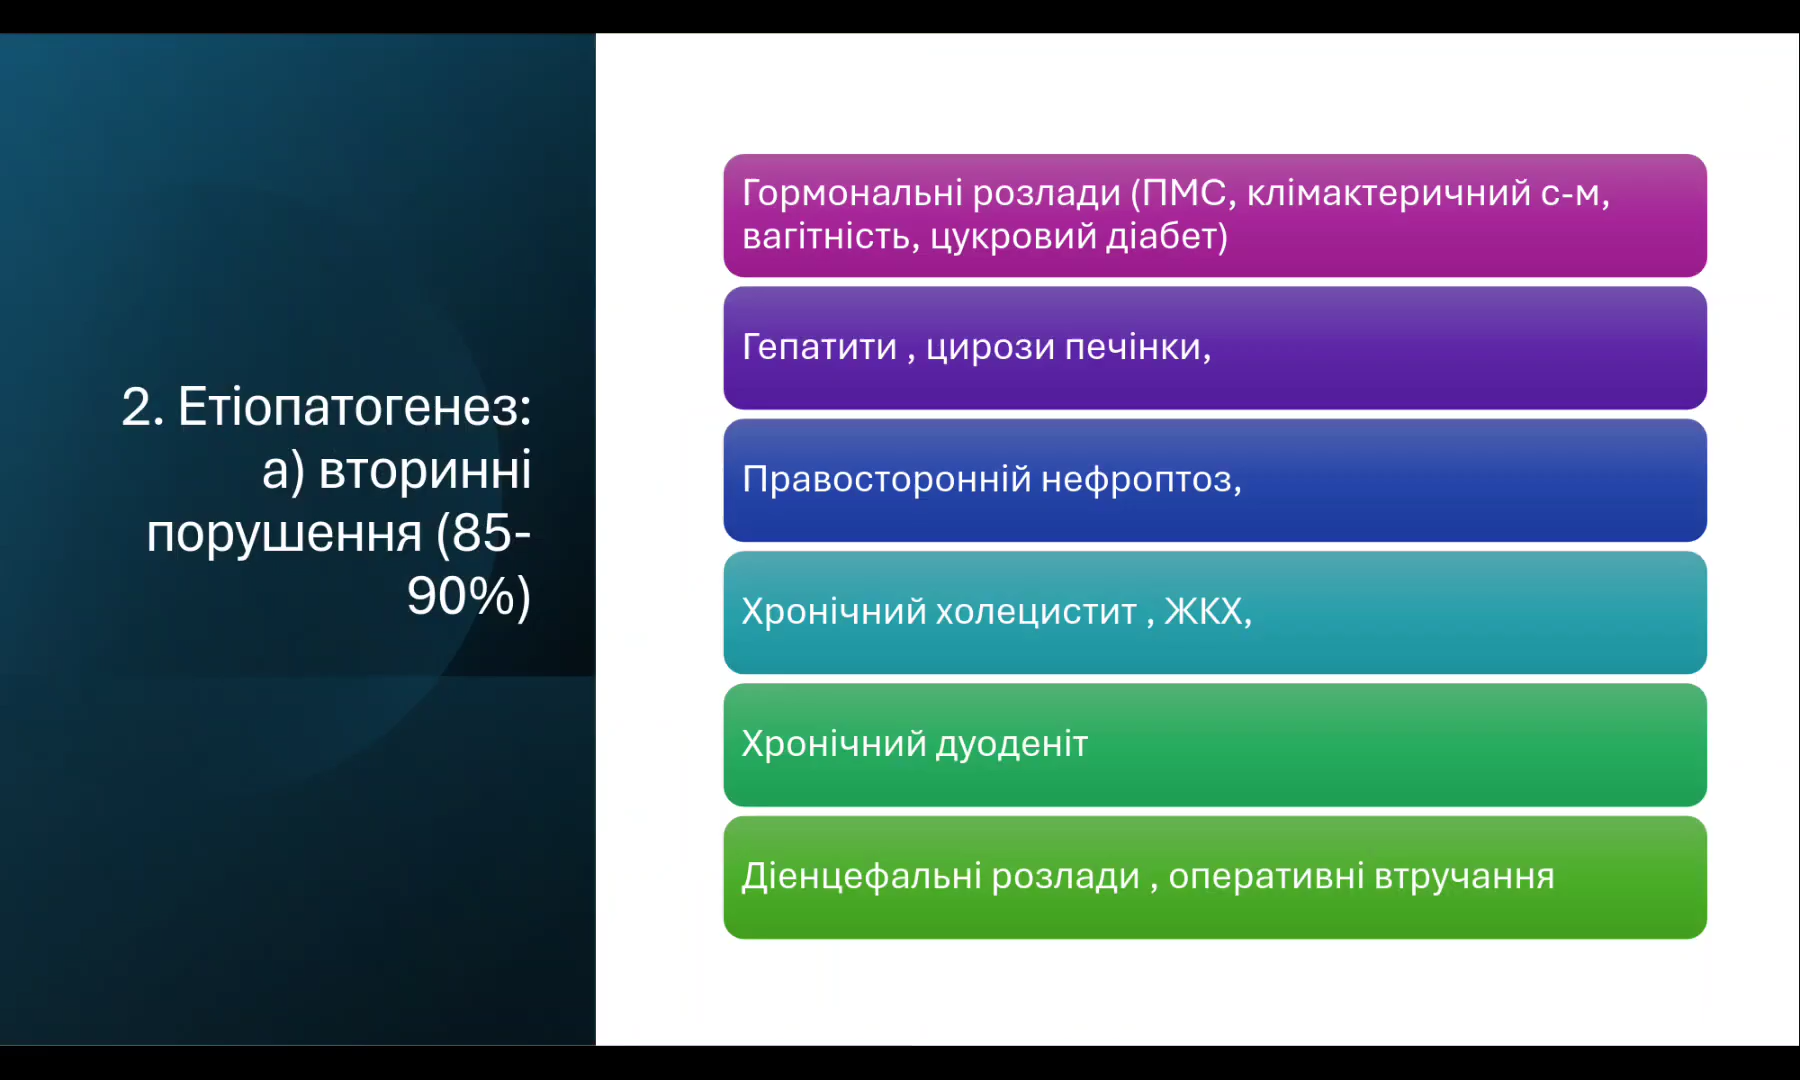 2. Етіопатогенез:
а) вторинні
порушення (85-
90%)
Гормональні розлади (ПМС, клімактеричний с-м,
вагітність, цукровий діабет)
Гепатити , цирози печінки,
Правосторонній нефроптоз,
Хронічний холецистит , ЖКХ,
Хронічний дуоденіт
Діенцефальні розлади , оперативні втручання